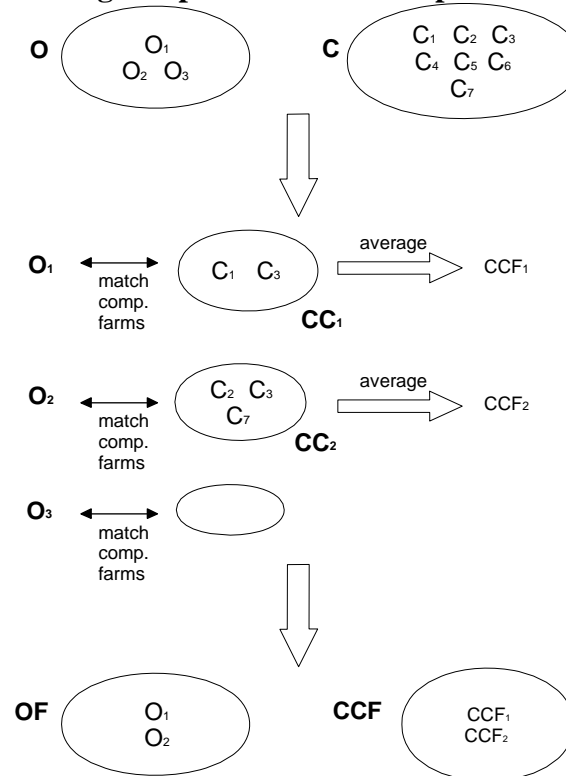 O
O1
O2 O3
C
C1 C2 C3
C4 C5 C6
C7
O1
match
comp.
farms
C1 C3
CC1
average
CCF1
O2
match
comp.
farms
C2 C3
C7
CC2
average
CCF2
O3
match
comp.
farms
OF
O1
O2
CCF
CCF1
CCF2